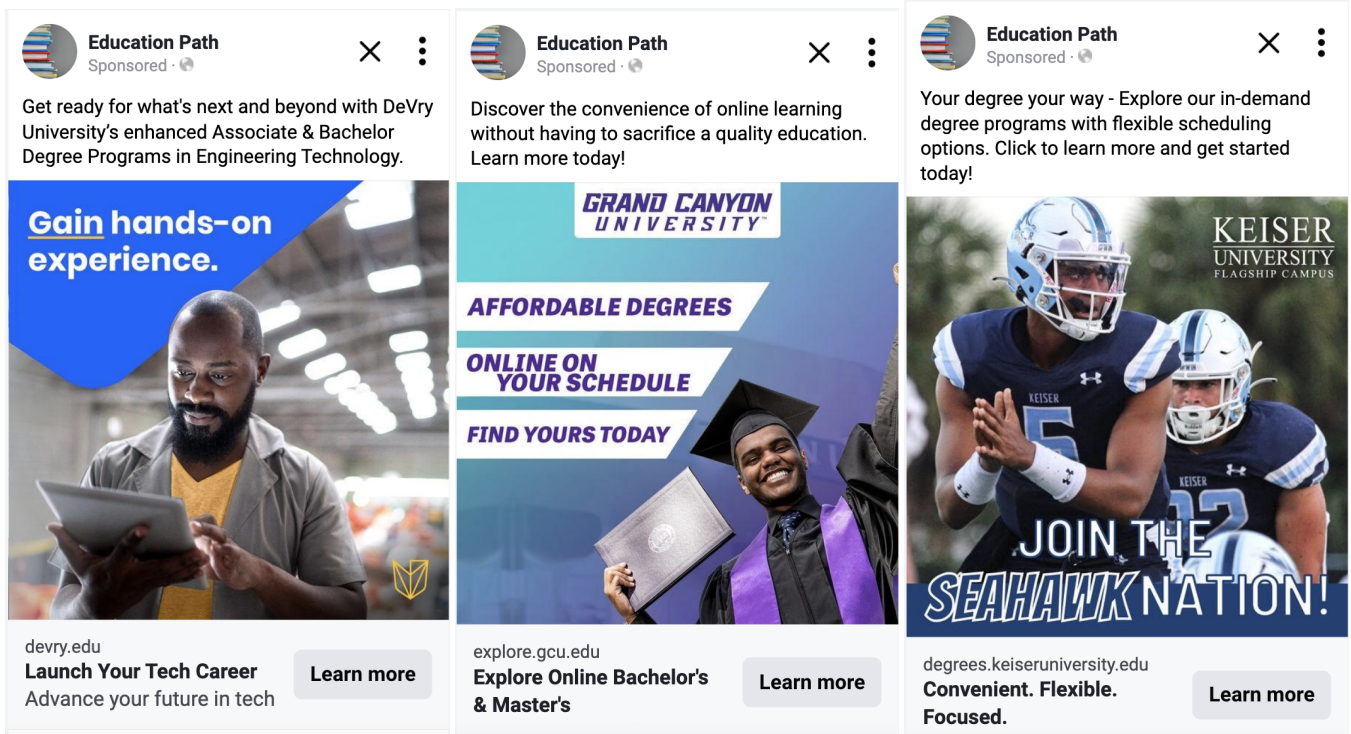 Education Path
Sponsored ·
Get ready for what's next and beyond with DeVry
University’s enhanced Associate & Bachelor
Degree Programs in Engineering Technology.
Gain hands-on
experience.
devry.edu
Launch Your Tech Career
Advance your future in tech
Learn more
Education Path
Sponsored ·
Discover the convenience of online learning
without having to sacrifice a quality education.
Learn more today!
GRAND CANYON
UNIVERSITY™
AFFORDABLE DEGREES
ONLINE ON
YOUR SCHEDULE
FIND YOURS TODAY
explore.gcu.edu
Explore Online Bachelor's
& Master's
Learn more
Education Path
Sponsored ·
Your degree your way - Explore our in-demand
degree programs with flexible scheduling
options. Click to learn more and get started
today!
KEISER
UNIVERSITY
FLAGSHIP CAMPUS
KEISER
5
KEISER
JOIN THE
SEAHAWK NATION!
degrees.keiseruniversity.edu
Convenient. Flexible.
Focused.
Learn more